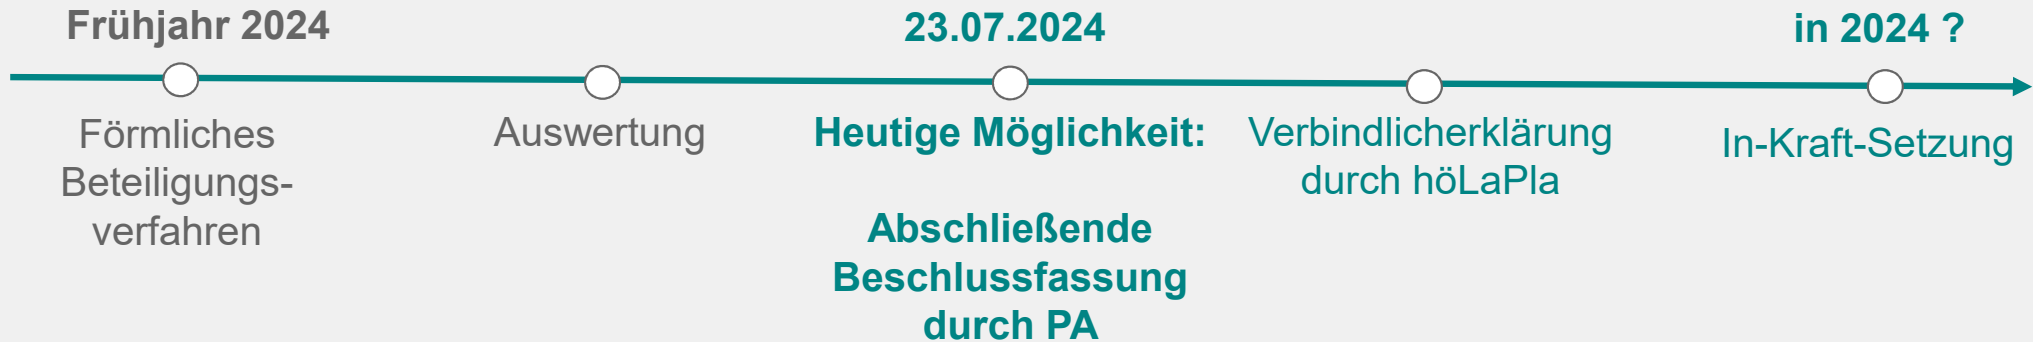 Frühjahr 2024
23.07.2024
in 2024 ?
Förmliches
Beteiligungs-
verfahren
Auswertung
Heutige Möglichkeit:
Abschließende
Beschlussfassung
durch PA
Verbindlicherklärung
durch höLaPla
In-Kraft-Setzung